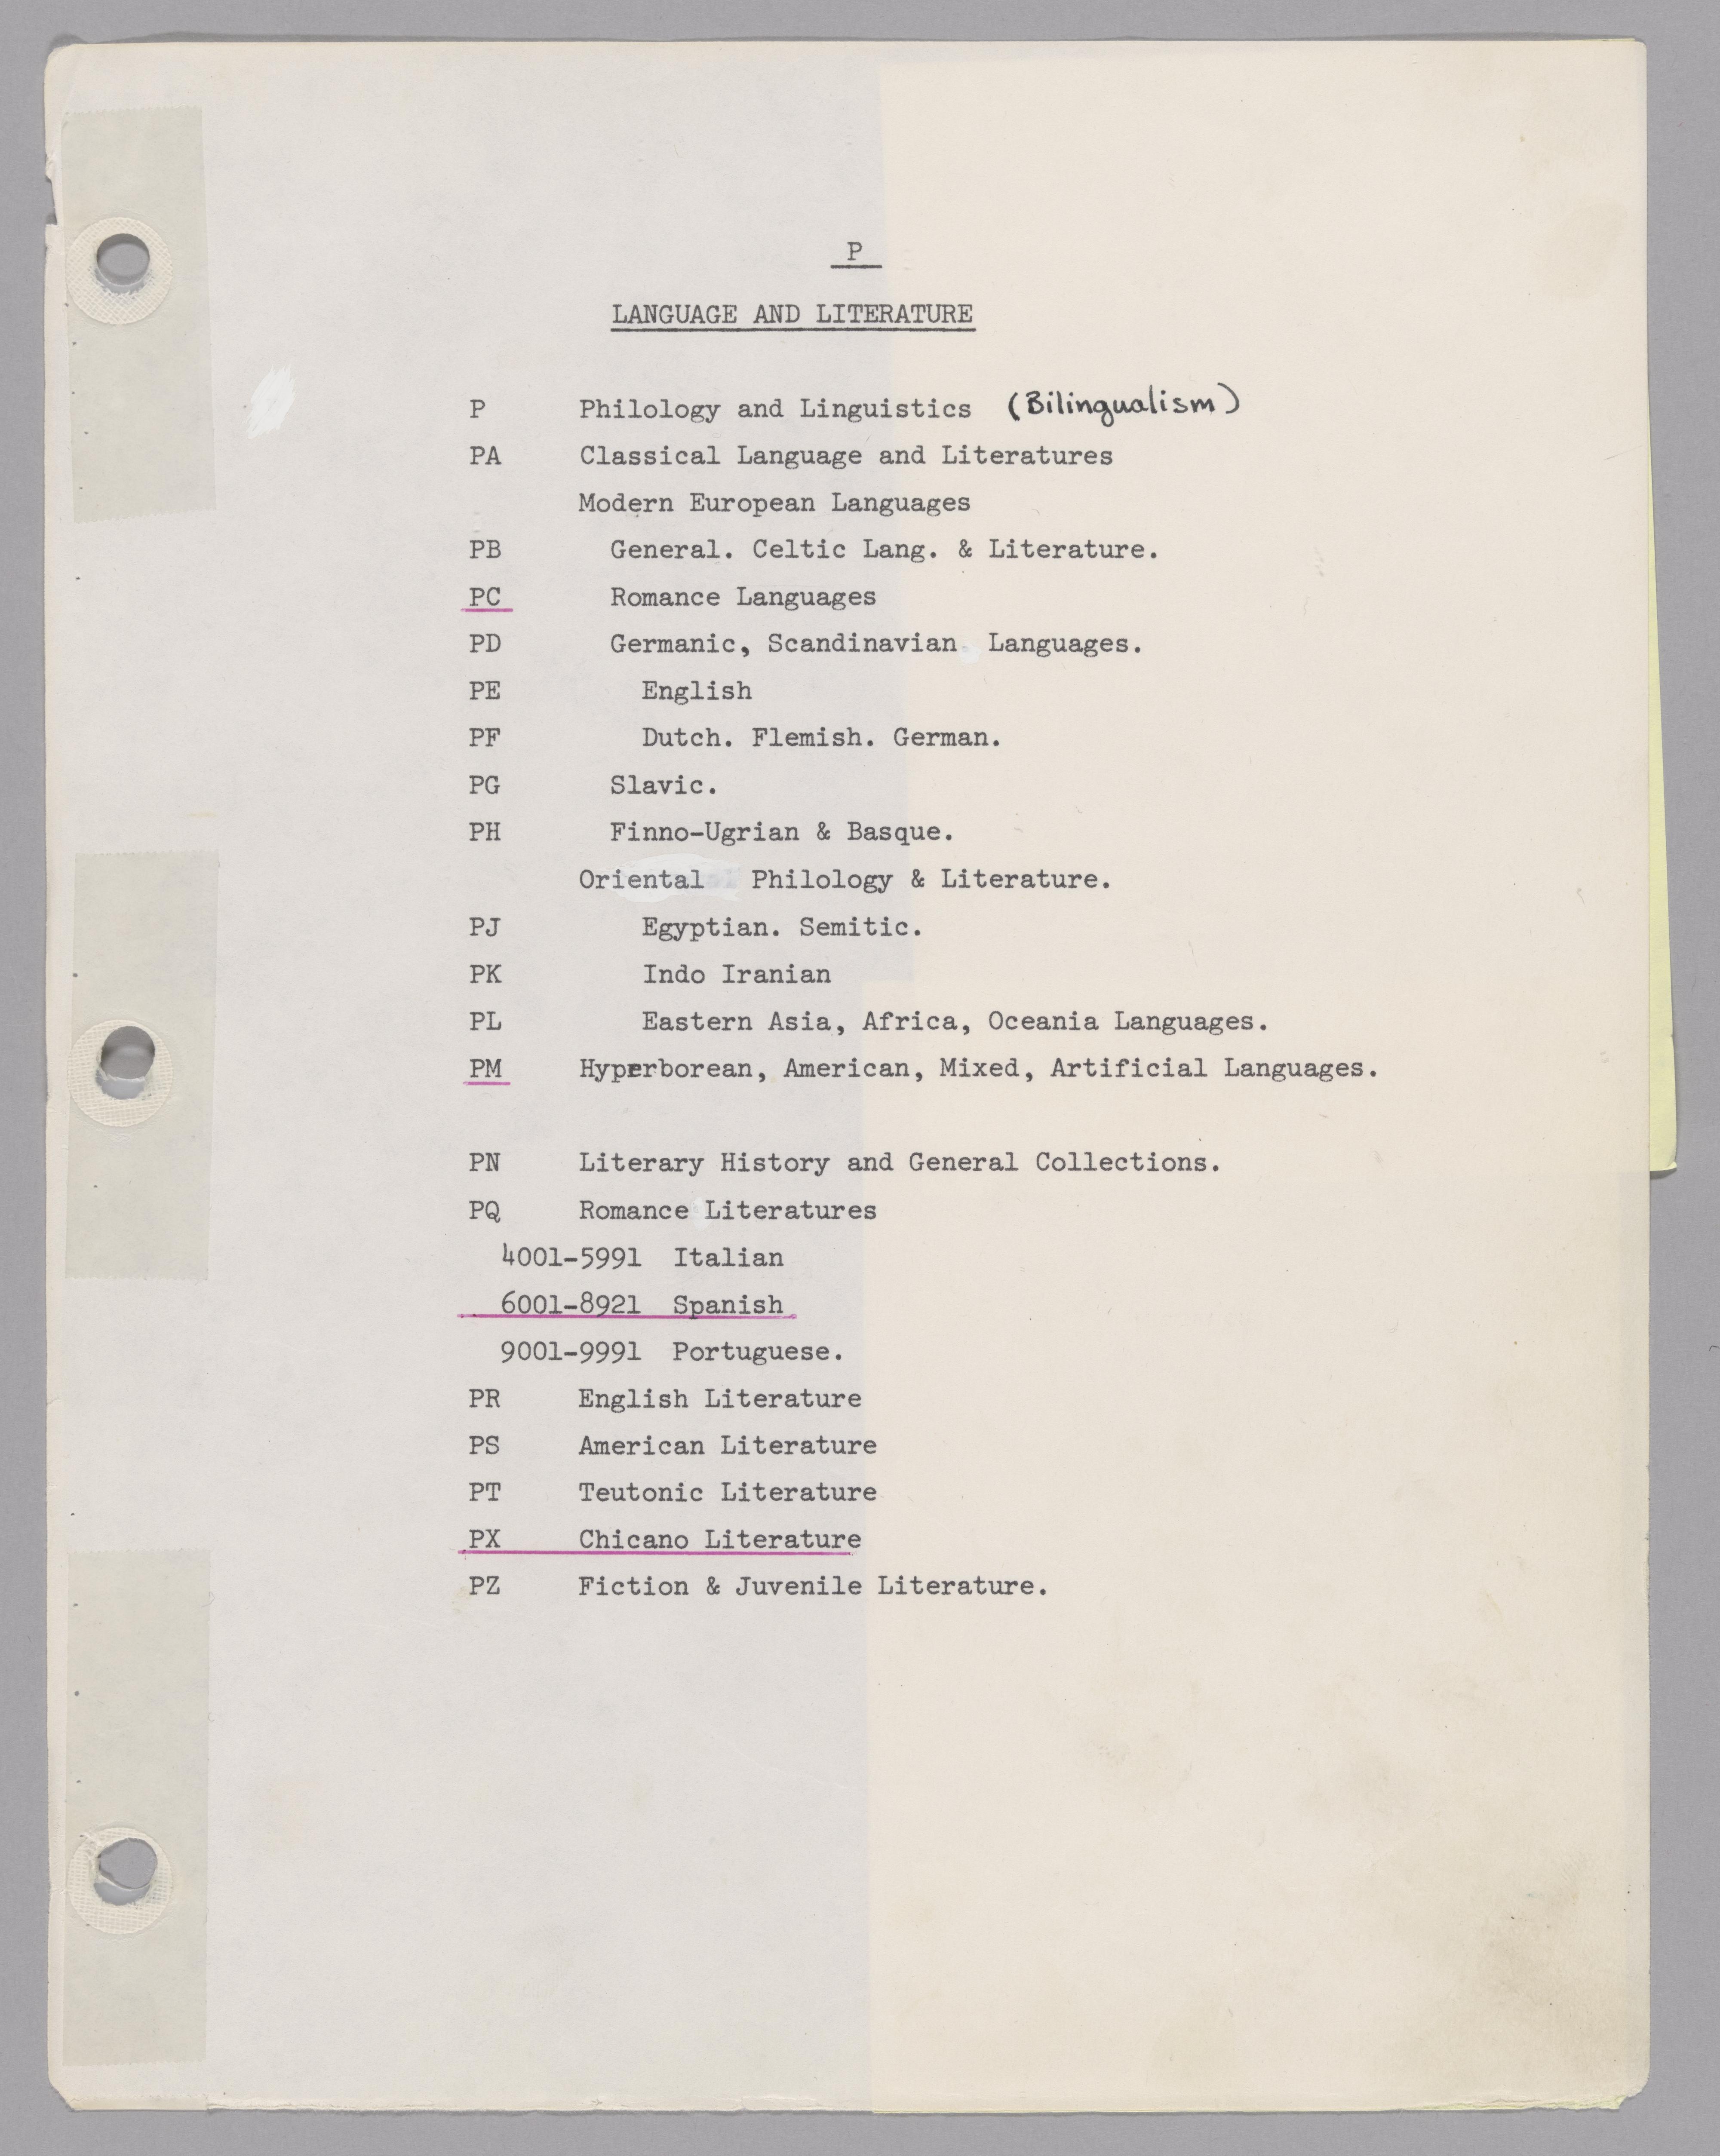 P
LANGUAGE AND LITERATURE
P Philology and Linguistics (Bilingualism)
PA Classical Language and Literatures
Modern European Languages
PB General. Celtic Lang. & Literature.
PC Romance Languages
PD Germanic, Scandinavian Languages.
PE English
PF Dutch. Flemish. German.
PG Slavic.
PH Finno-Ugrian & Basque.
Oriental Philology & Literature.
PJ Egyptian. Semitic.
PK Indo Iranian
PL Eastern Asia, Africa, Oceania Languages.
PM Hyperborean, American, Mixed, Artificial Languages.
PN Literary History and General Collections.
PQ Romance Literatures
4001-5991 Italian
6001-8921 Spanish
9001-9991 Portuguese.
PR English Literature
PS American Literature
PT Teutonic Literature
PX Chicano Literature
PZ Fiction & Juvenile Literature.